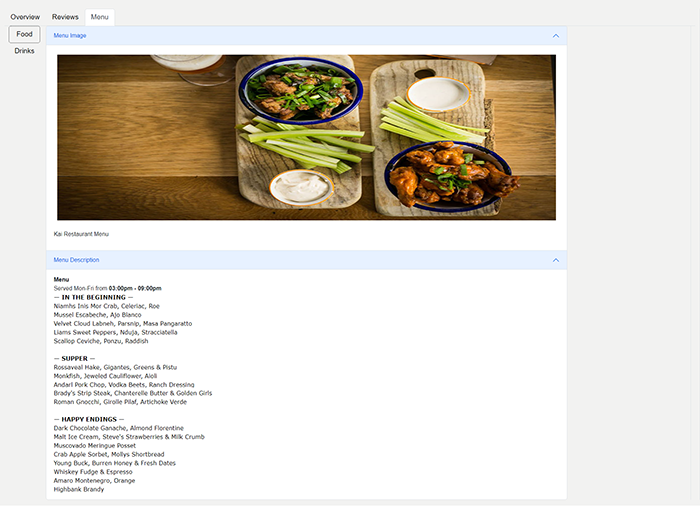 Overview Reviews Menu
Food
Drinks
Menu Image
Kai Restaurant Menu
Menu Description
Menu
Served Mon-Fri from 03:00pm - 09:00pm
— IN THE BEGINNING —
Niamhs Inis Mor Crab, Celeriac, Roe
Mussel Escabeche, Ajo Blanco
Velvet Cloud Labneh, Parsnip, Masa Pangaratto
Liams Sweet Peppers, Nduja, Stracciatella
Scallop Ceviche, Ponzu, Raddish
— SUPPER —
Rossaveal Hake, Gigantes, Greens & Pistu
Monkfish, Jeweled Cauliflower, Aioli
Andarl Pork Chop, Vodka Beets, Ranch Dressing
Brady's Strip Steak, Chanterelle Butter & Golden Girls
Roman Gnocchi, Girolle Pilaf, Artichoke Verde
— HAPPY ENDINGS —
Dark Chocolate Ganache, Almond Florentine
Malt Ice Cream, Steve's Strawberries & Milk Crumb
Muscovado Meringue Posset
Crab Apple Sorbet, Mollys Shortbread
Young Buck, Burren Honey & Fresh Dates
Whiskey Fudge & Espresso
Amaro Montenegro, Orange
Highbank Brandy